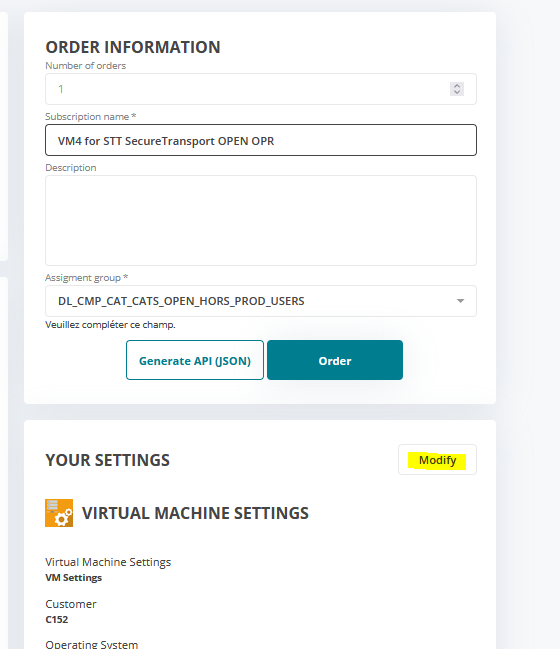 ORDER INFORMATION
Number of orders
1
Subscription name *
VM4 for STT SecureTransport OPEN OPR
Description
Assigment group *
DL_CMP_CAT_CATS_OPEN_HORS_PROD_USERS
Veuillez compléter ce champ.
Generate API (JSON) Order
YOUR SETTINGS Modify
VIRTUAL MACHINE SETTINGS
Virtual Machine Settings
VM Settings
Customer
C152
Operating System